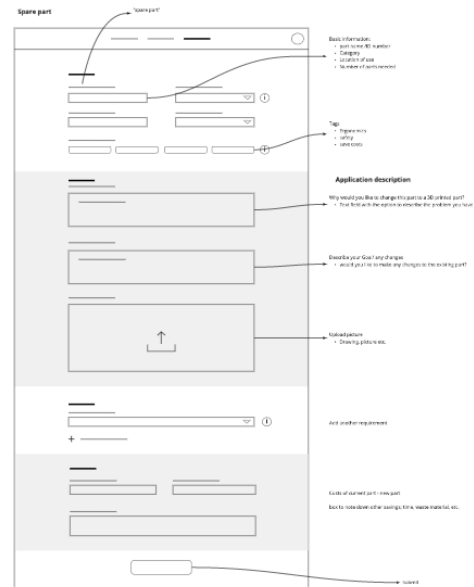 Spare part
"spare part"
Basic information:
• part name /ID number
• Category
• Location of use
• Number of parts needed
Tags
• Ergonomics
• safety
• save costs
Application description
Why would you like to change this part to a 3D printed part?
• Text field with the option to describe the problem you have
Describe your Goal / any changes
• would you like to make any changes to the existing part?
Upload picture
• Drawing, picture etc.
Add another requirement
Costs of current part - new part
Box to note down other savings; time, waste material, etc.
submit